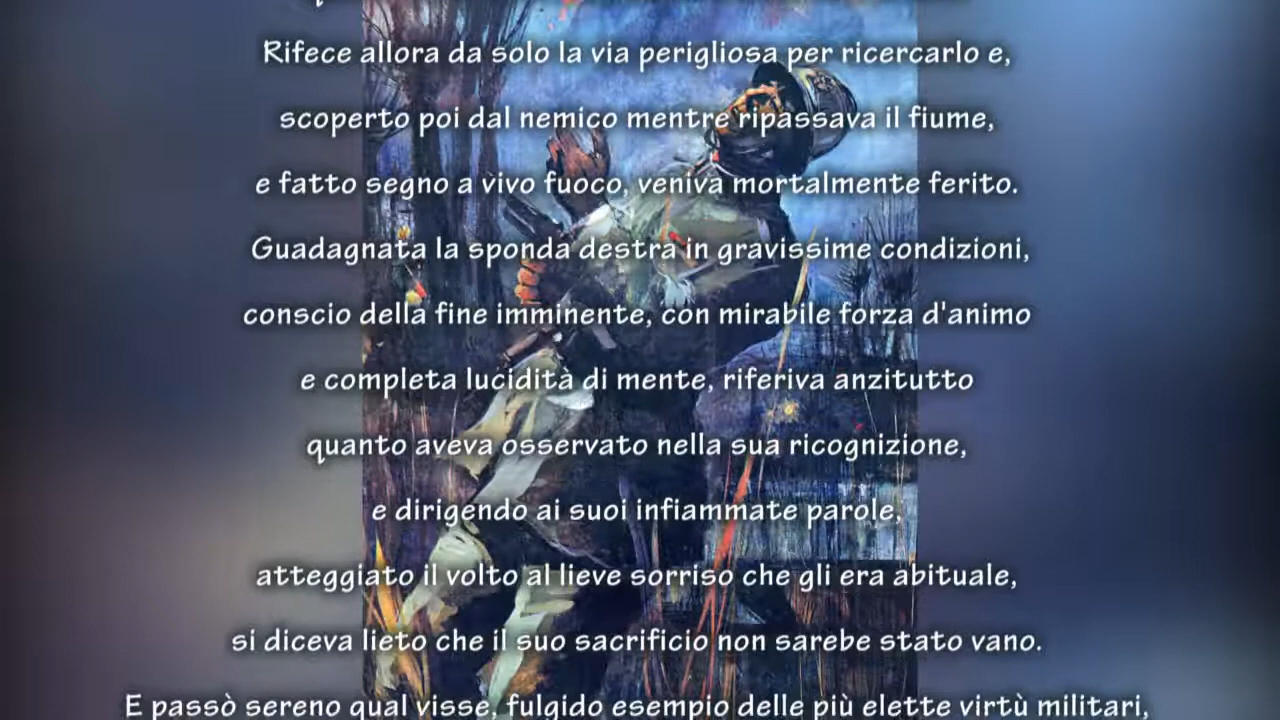 Rifece allora da solo la via perigliosa per ricercarlo e,
scoperto poi dal nemico mentre ripassava il fiume,
e fatto segno a vivo fuoco, veniva mortalmente ferito.
Guadagnata la sponda destra in gravissime condizioni,
conscio della fine imminente, con mirabile forza d'animo
e completa lucidità di mente, riferiva anzitutto
quanto aveva osservato nella sua ricognizione,
e dirigendo ai suoi infiammate parole,
atteggiato il volto al lieve sorriso che gli era abituale,
si diceva lieto che il suo sacrificio non sarebe stato vano.
E passò sereno qual visse, fulgido esempio delle più elette virtù militari,